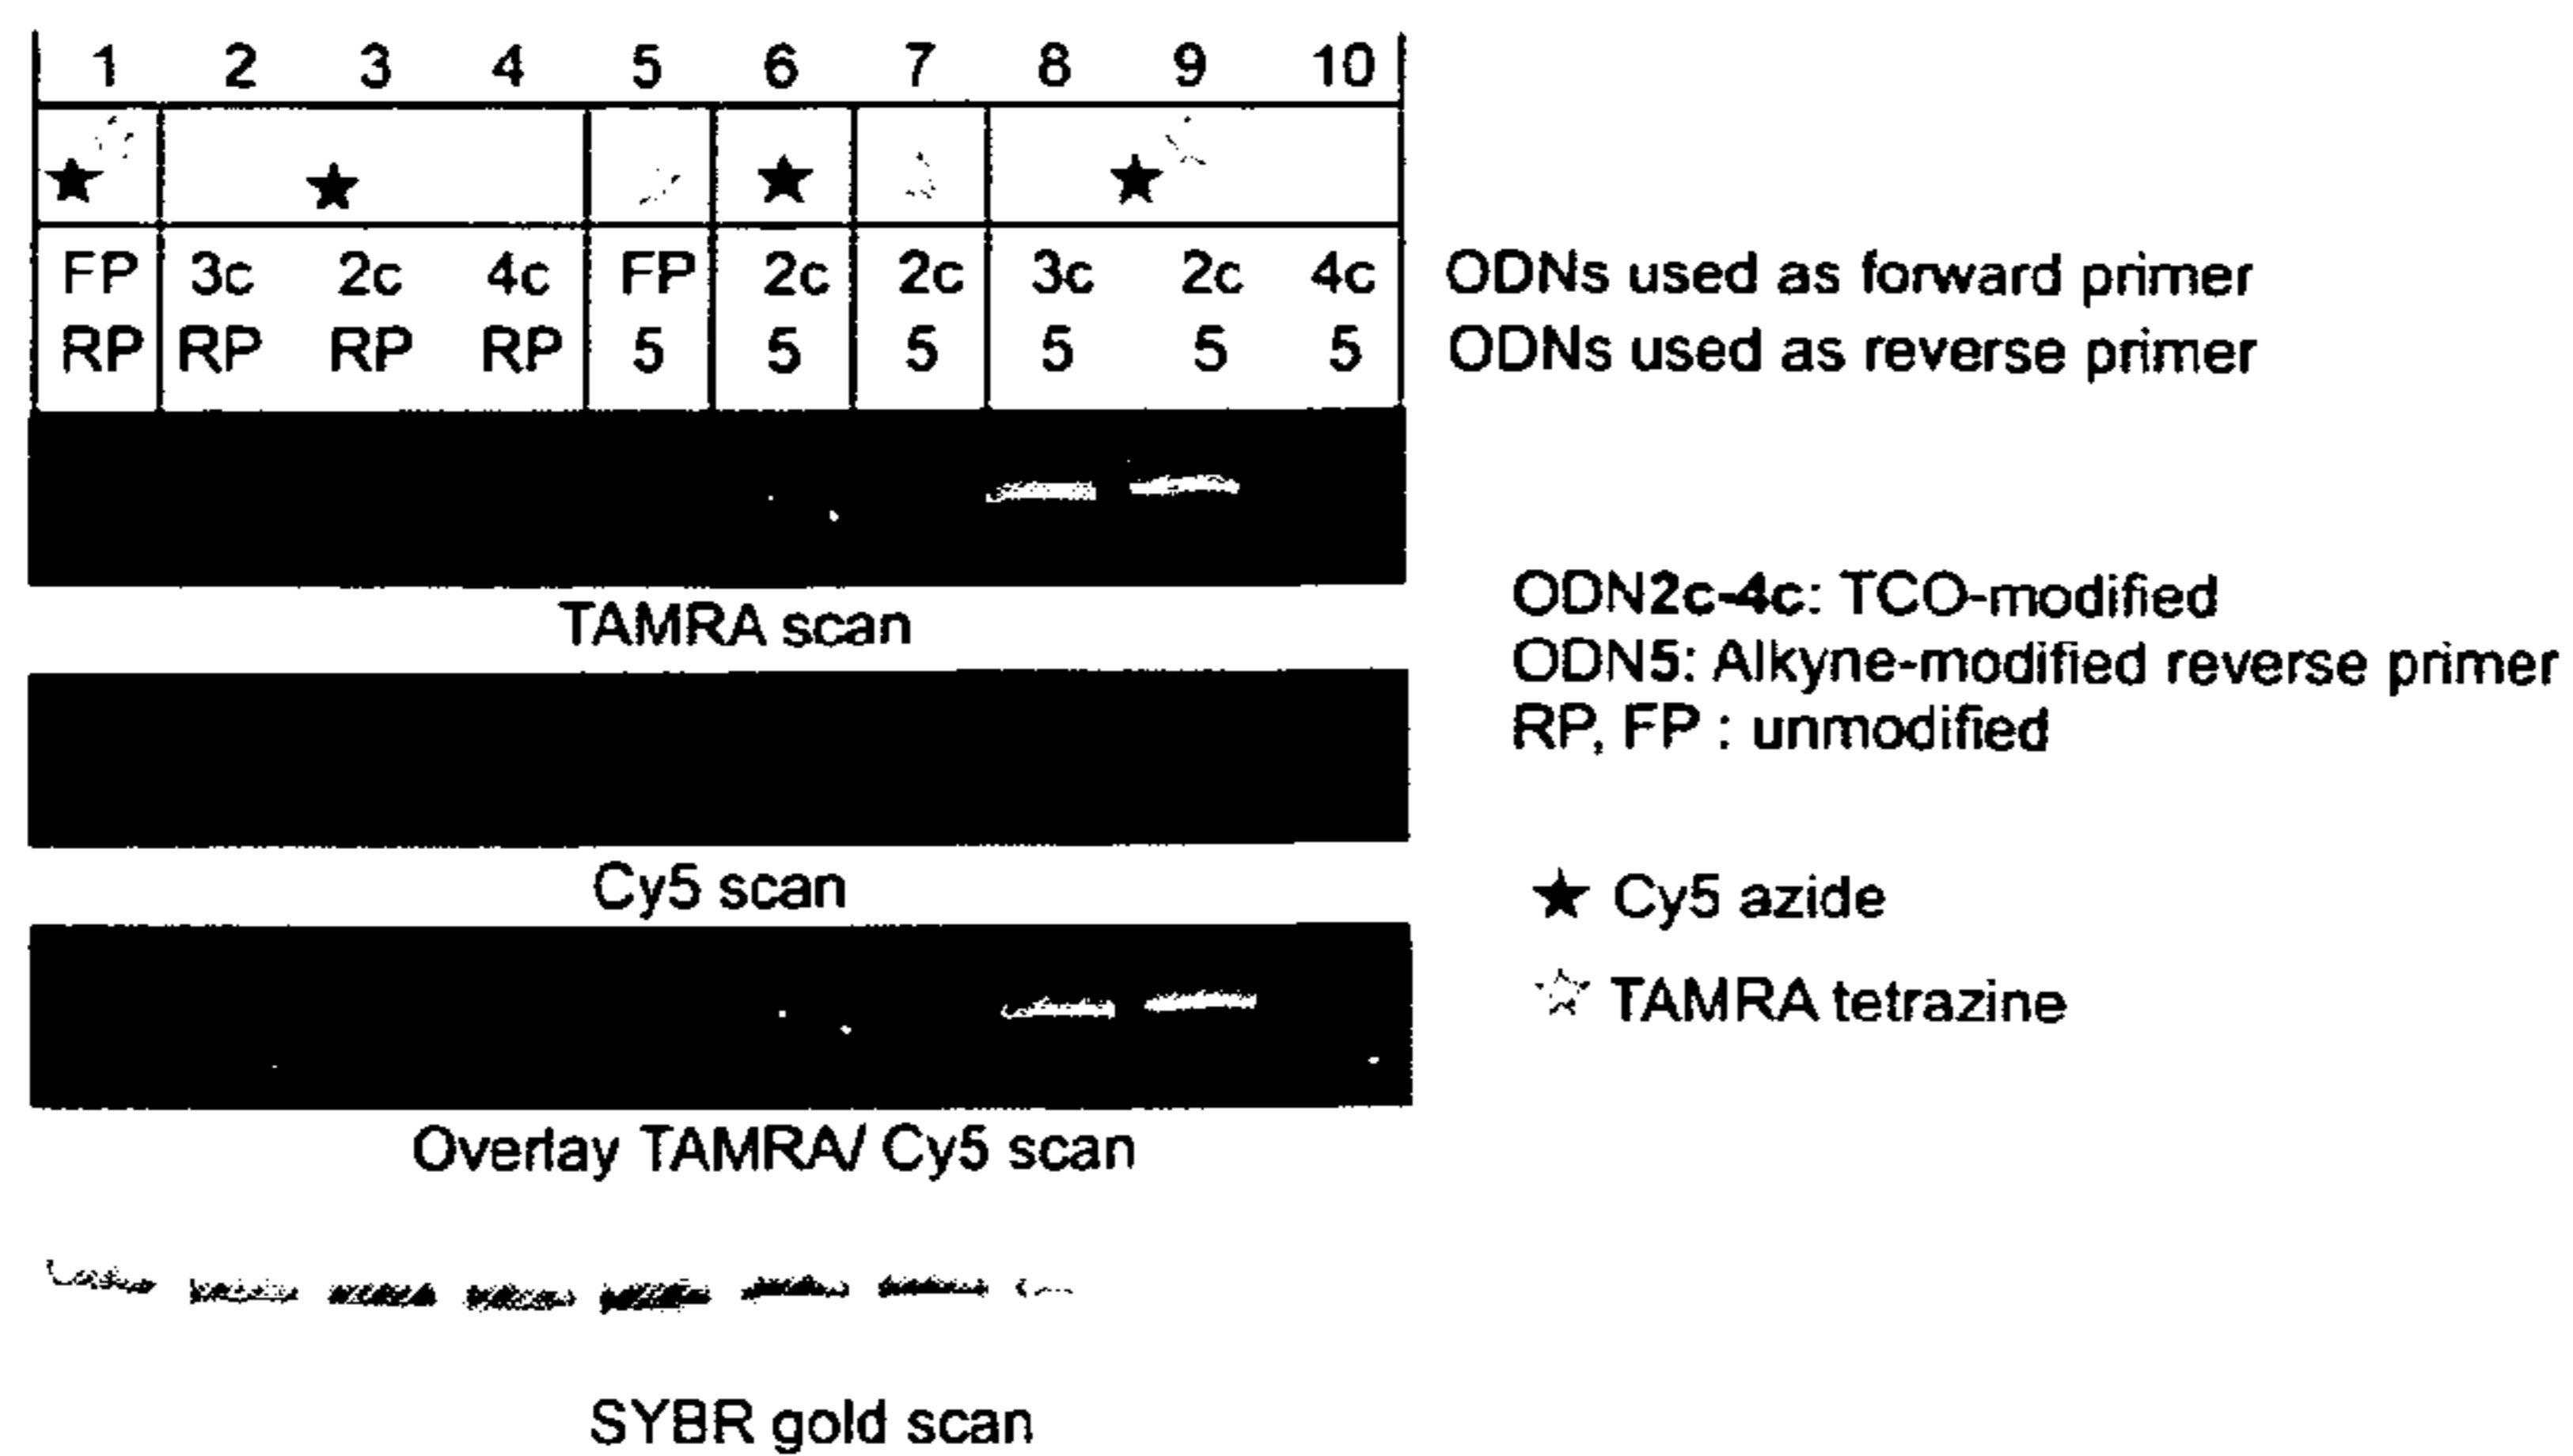 1 2 3 4 5 6 7 8 9 10
FP 3c 2c 4c FP 2c 2c 3c 2c 4c ODNs used as forward primer
RP RP RP RP 5 5 5 5 5 5 ODNs used as reverse primer
TAMRA scan
ODN2c-4c: TCO-modified
ODN5: Alkyne-modified reverse primer
RP, FP : unmodified
Cy5 scan
★ Cy5 azide
☆ TAMRA tetrazine
Overlay TAMRA/ Cy5 scan
SYBR gold scan